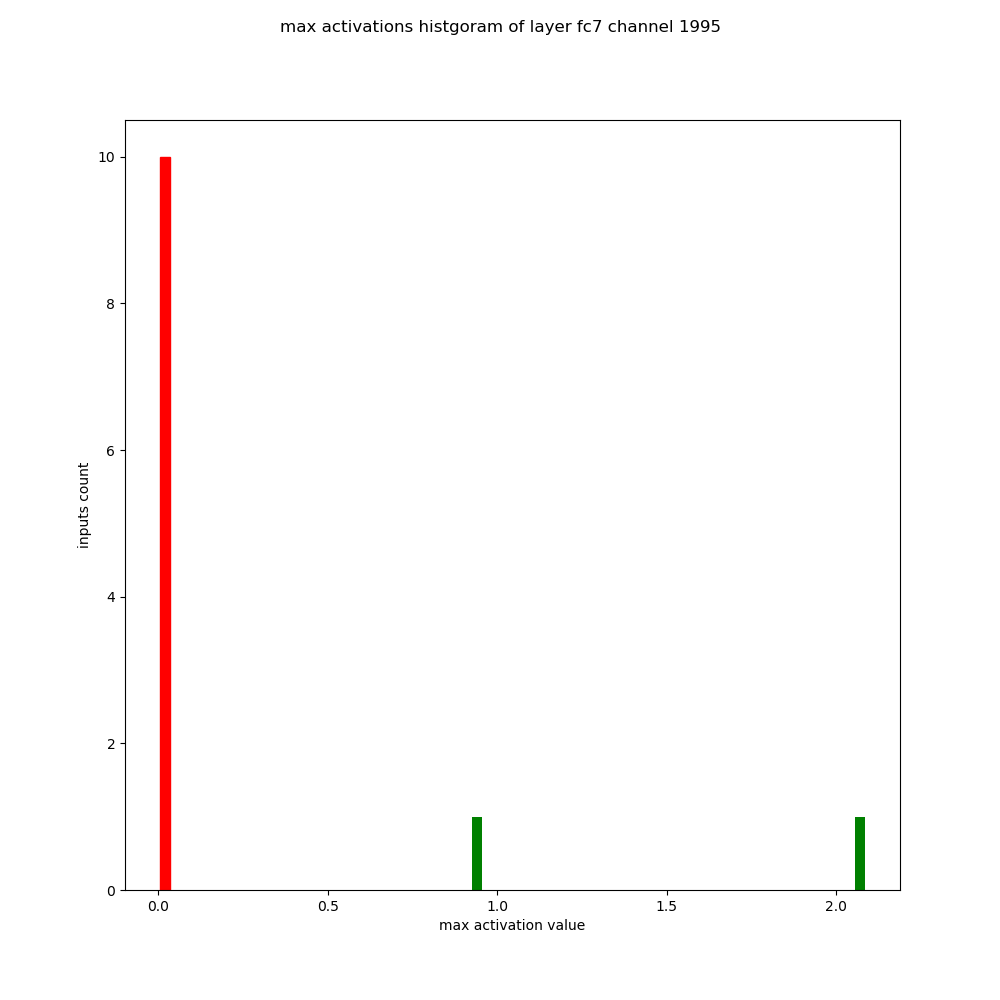 max activations histgoram of layer fc7 channel 1995
10
8
6
4
2
0
inputs count
0.0 0.5 1.0 1.5 2.0
max activation value